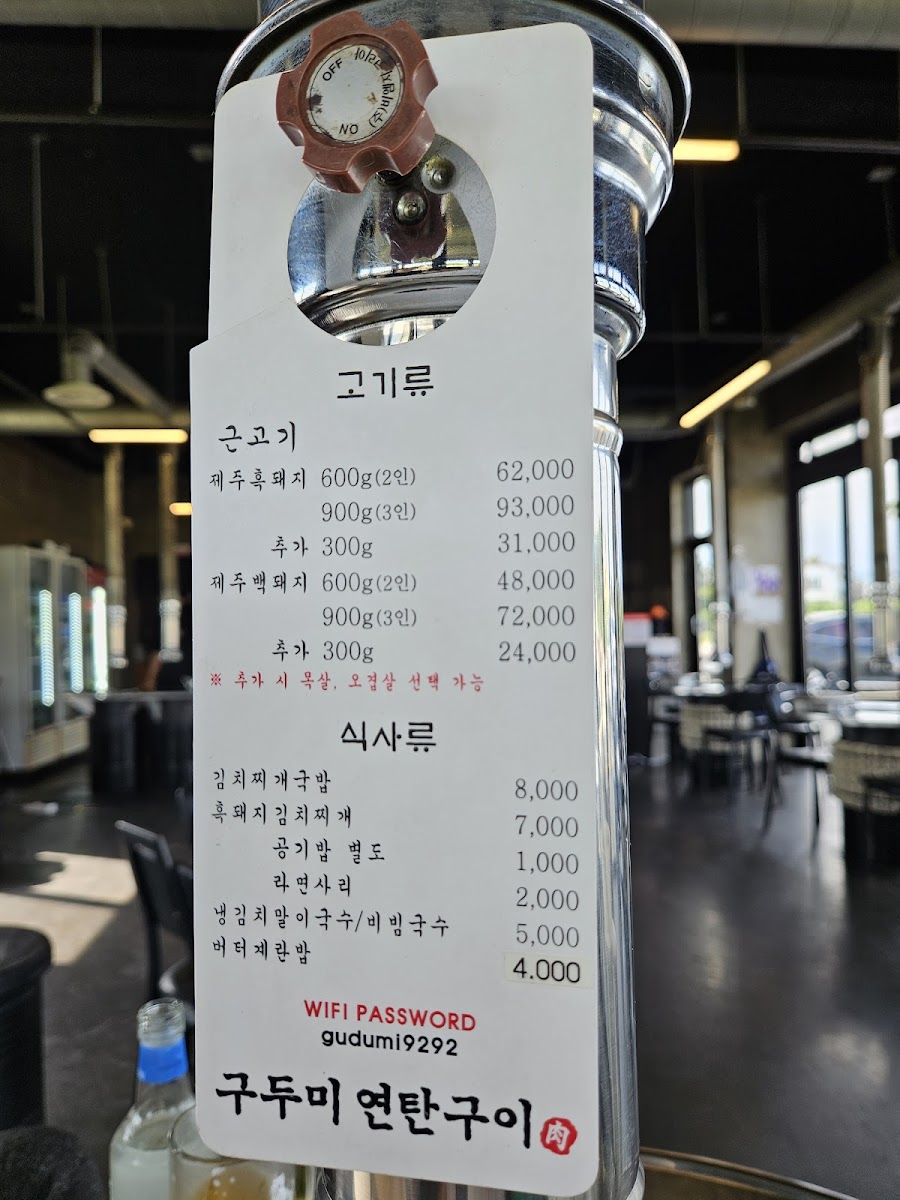 OFF
ON
고기류
근고기
제주흑돼지 600g(2인) 62,000
900g(3인) 93,000
추가 300g 31,000
제주백돼지 600g(2인) 48,000
900g(3인) 72,000
추가 300g 24,000
※ 추가 시 목살, 오겹살 선택 가능
식사류
김치찌개국밥 8,000
흑돼지김치찌개 7,000
공기밥 별도 1,000
라면사리 2,000
냉김치말이국수/비빔국수 5,000
버터계란밥 4.000
WIFI PASSWORD
gudumi9292
구두미 연탄구이 肉